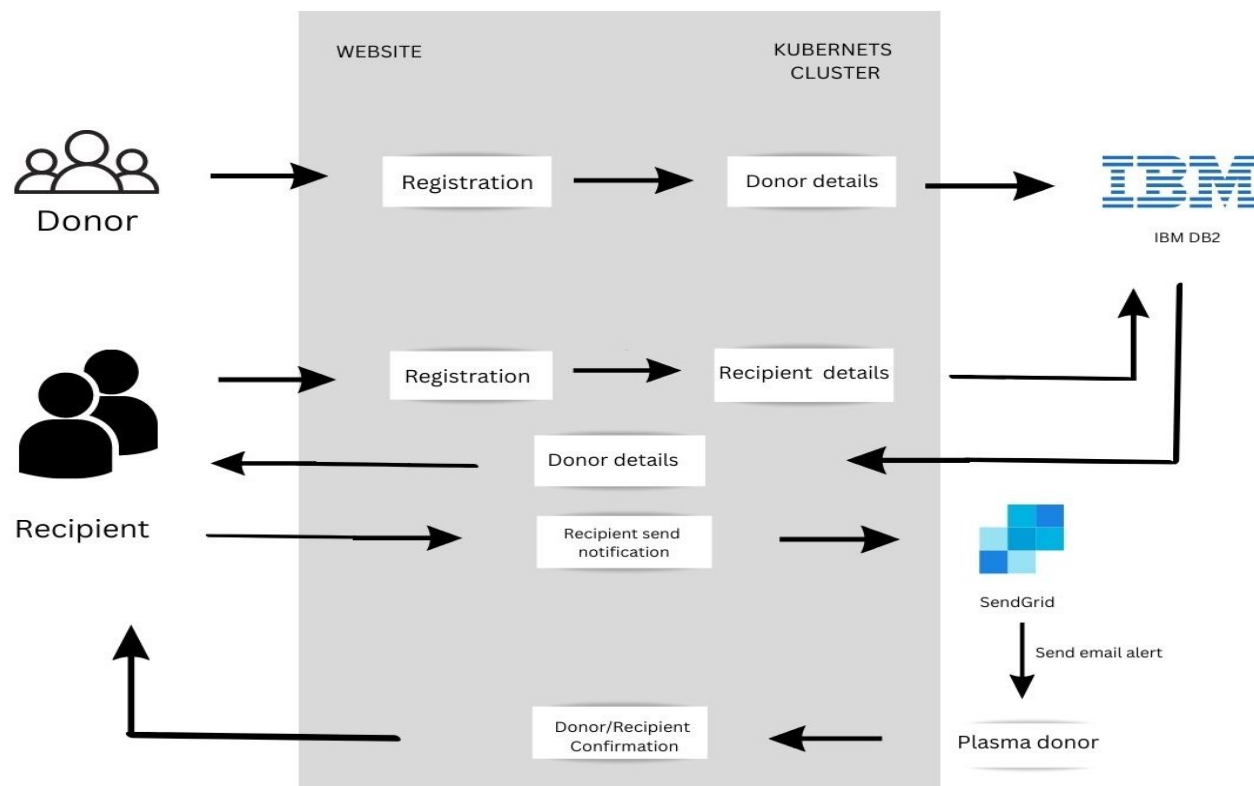 WEBSITE
KUBERNETS
CLUSTER
Donor
Registration
Donor details
IBM
IBM DB2
Registration
Recipient details
Donor details
Recipient
Recipient send
notification
SendGrid
Send email alert
Donor/Recipient
Confirmation
Plasma donor